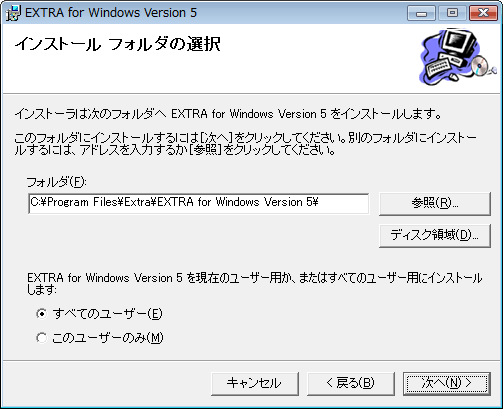 EXTRA for Windows Version 5
インストール フォルダの選択
インストーラは次のフォルダへ EXTRA for Windows Version 5 をインストールします。
このフォルダにインストールするには[次へ]をクリックしてください。別のフォルダにインストー
ルするには、アドレスを入力するか[参照]をクリックしてください。
フォルダ(F):
C:¥Program Files¥Extra¥EXTRA for Windows Version 5¥
参照(R)...
ディスク領域(D)...
EXTRA for Windows Version 5 を現在のユーザー用か、またはすべてのユーザー用にインストール
します:
すべてのユーザー(E)
このユーザーのみ(M)
キャンセル
< 戻る(B)
次へ(N) >